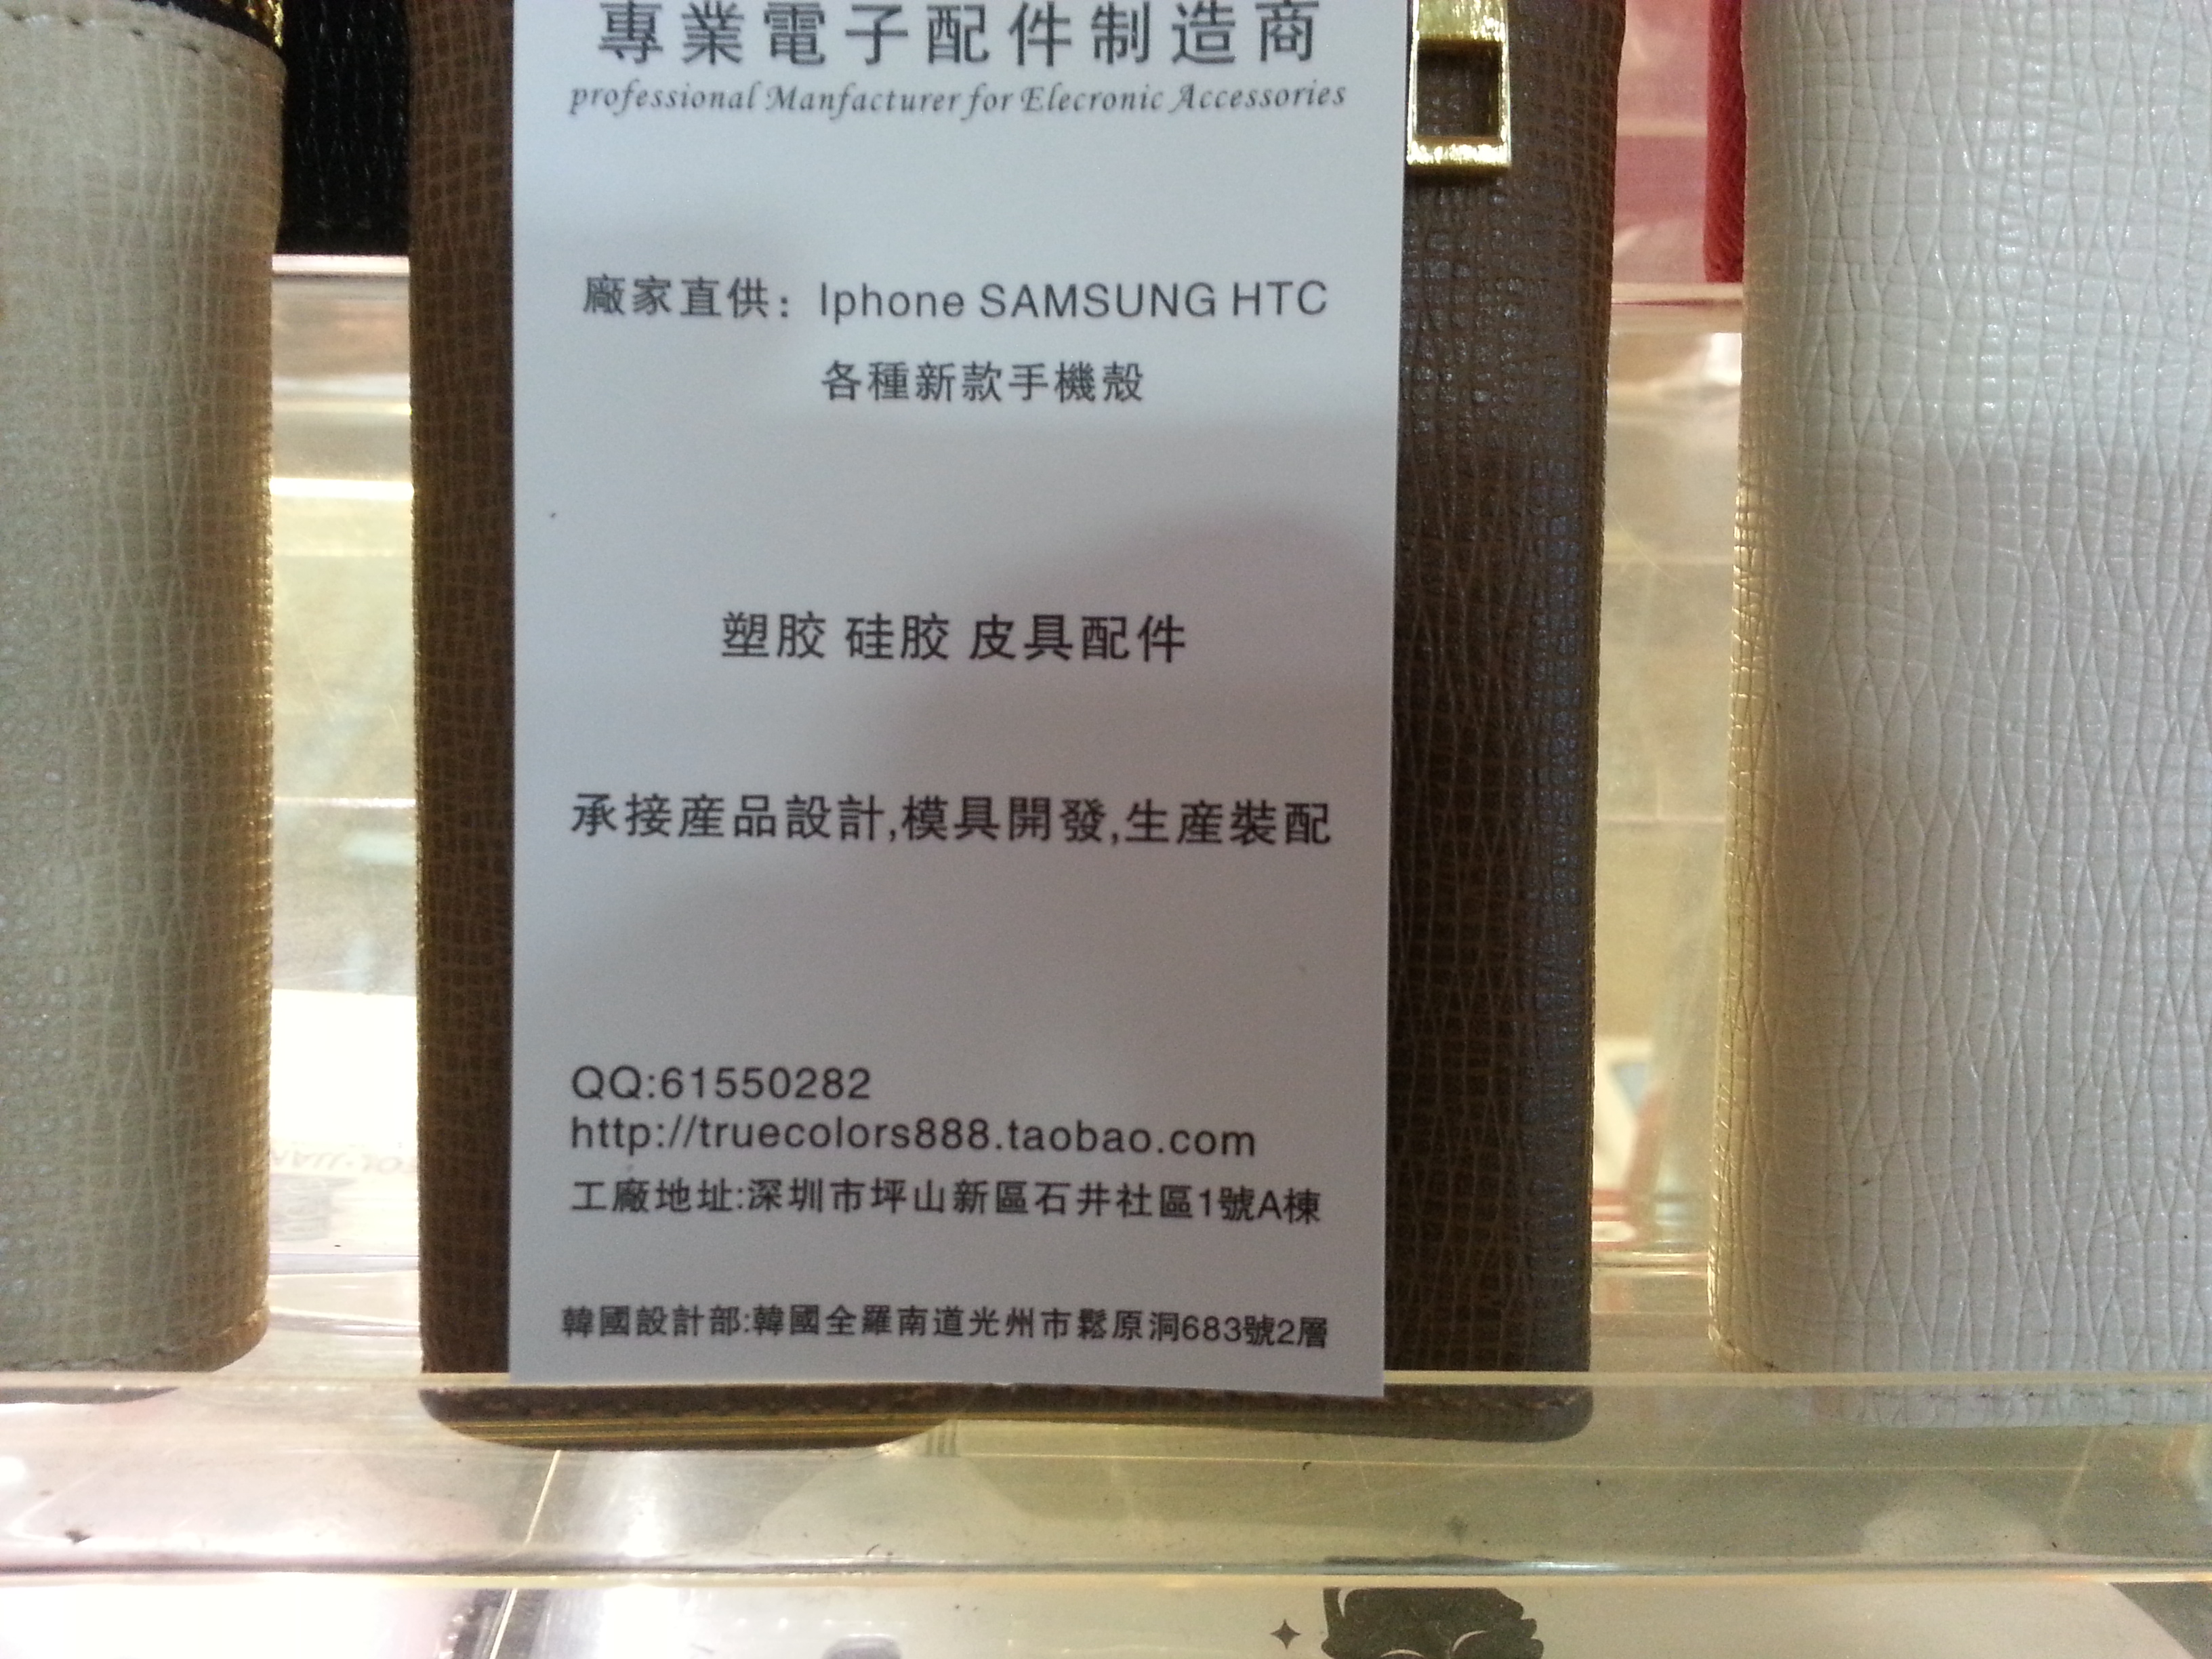 專業電子配件制造商
professional Manfacturer for Elecronic Accessories
廠家直供：Iphone SAMSUNG HTC
各種新款手機殼
塑胶 硅胶 皮具配件
承接産品設計,模具開發,生産裝配
QQ:61550282
http://truecolors888.taobao.com
工廠地址:深圳市坪山新區石井社區1號A棟
韓國設計部:韓國全羅南道光州市鬆原洞683號2層